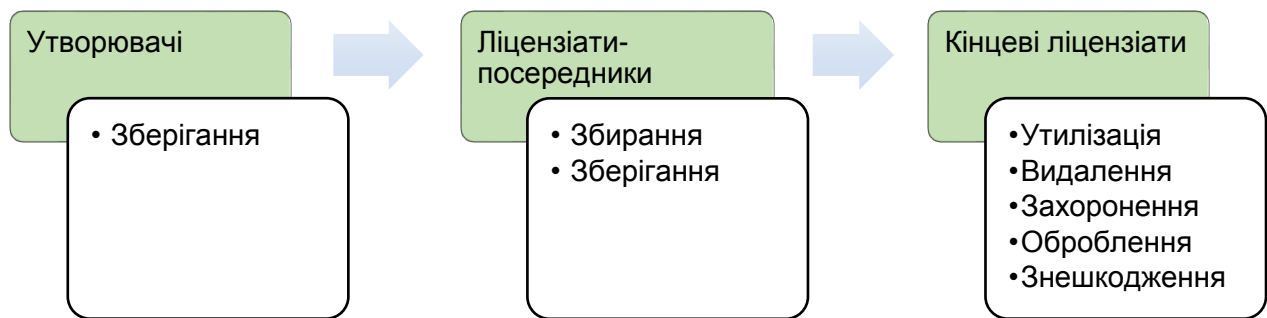 Утворювачі
• Зберігання
Ліцензіати-
посередники
• Збирання
• Зберігання
Кінцеві ліцензіати
•Утилізація
•Видалення
•Захоронення
•Оброблення
•Знешкодження